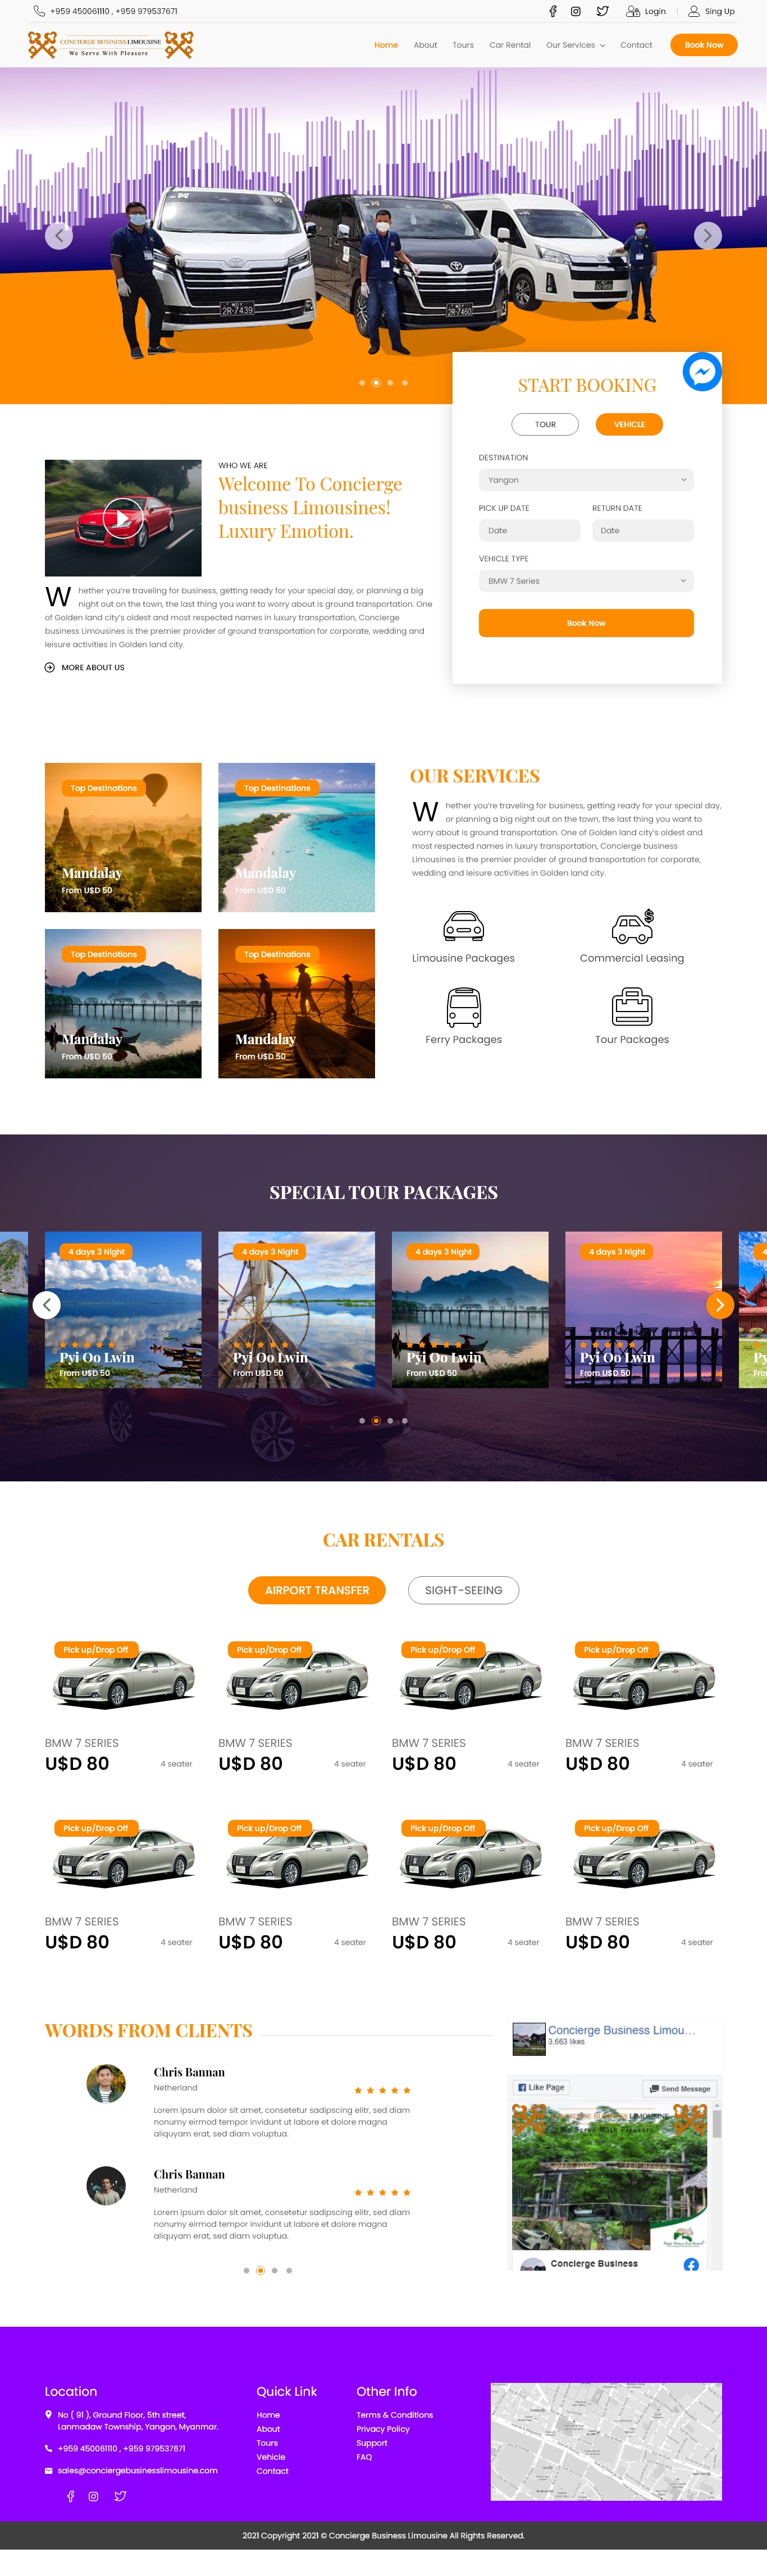 +959 450061110 , +959 979537671
Login
Sing Up
CONCIERGE BUSINESS LIMOUSINE
We Serve With Pleasure
Home
About
Tours
Car Rental
Our Services
Contact
Book Now
2R-7439
2R-7460
START BOOKING
TOUR
VEHICLE
DESTINATION
Yangon
PICK UP DATE
RETURN DATE
Date
Date
VEHICLE TYPE
BMW 7 Series
Book Now
WHO WE ARE
Welcome To Concierge
business Limousines!
Luxury Emotion.
Whether you're traveling for business, getting ready for your special day, or planning a big
night out on the town, the last thing you want to worry about is ground transportation. One
of Golden land city's oldest and most respected names in luxury transportation, Concierge
business Limousines is the premier provider of ground transportation for corporate, wedding and
leisure activities in Golden land city.
MORE ABOUT US
Top Destinations
Mandalay
From U$D 50
Top Destinations
Mandalay
From U$D 50
Top Destinations
Mandalay
From U$D 50
Top Destinations
Mandalay
From U$D 50
OUR SERVICES
Whether you're traveling for business, getting ready for your special day,
or planning a big night out on the town, the last thing you want to
worry about is ground transportation. One of Golden land city's oldest and
most respected names in luxury transportation, Concierge business
Limousines is the premier provider of ground transportation for corporate,
wedding and leisure activities in Golden land city.
Limousine Packages
Commercial Leasing
Ferry Packages
Tour Packages
SPECIAL TOUR PACKAGES
4 days 3 Night
Pyi Oo Lwin
From U$D 50
4 days 3 Night
Pyi Oo Lwin
From U$D 50
4 days 3 Night
Pyi Oo Lwin
From U$D 50
4 days 3 Night
Pyi Oo Lwin
From U$D 50
4
Py
Fro
CAR RENTALS
AIRPORT TRANSFER
SIGHT-SEEING
Pick up/Drop Off
BMW 7 SERIES
U$D 80
4 seater
Pick up/Drop Off
BMW 7 SERIES
U$D 80
4 seater
Pick up/Drop Off
BMW 7 SERIES
U$D 80
4 seater
Pick up/Drop Off
BMW 7 SERIES
U$D 80
4 seater
Pick up/Drop Off
BMW 7 SERIES
U$D 80
4 seater
Pick up/Drop Off
BMW 7 SERIES
U$D 80
4 seater
Pick up/Drop Off
BMW 7 SERIES
U$D 80
4 seater
Pick up/Drop Off
BMW 7 SERIES
U$D 80
4 seater
WORDS FROM CLIENTS
Chris Bannan
Netherland
Lorem ipsum dolor sit amet, consetetur sadipscing elitr, sed diam
nonumy eirmod tempor invidunt ut labore et dolore magna
aliquyam erat, sed diam voluptua.
Chris Bannan
Netherland
Lorem ipsum dolor sit amet, consetetur sadipscing elitr, sed diam
nonumy eirmod tempor invidunt ut labore et dolore magna
aliquyam erat, sed diam voluptua.
Concierge Business Limou...
3,663 likes
Like Page
Send Message
We Serve With Pleasure
Concierge Business
Location
No ( 91 ), Ground Floor, 5th street,
Lanmadaw Township, Yangon, Myanmar.
+959 450061110 , +959 979537671
sales@conciergebusinesslimousine.com
Quick Link
Home
About
Tours
Vehicle
Contact
Other Info
Terms & Conditions
Privacy Policy
Support
FAQ
2021 Copyright 2021 © Concierge Business Limousine All Rights Reserved.